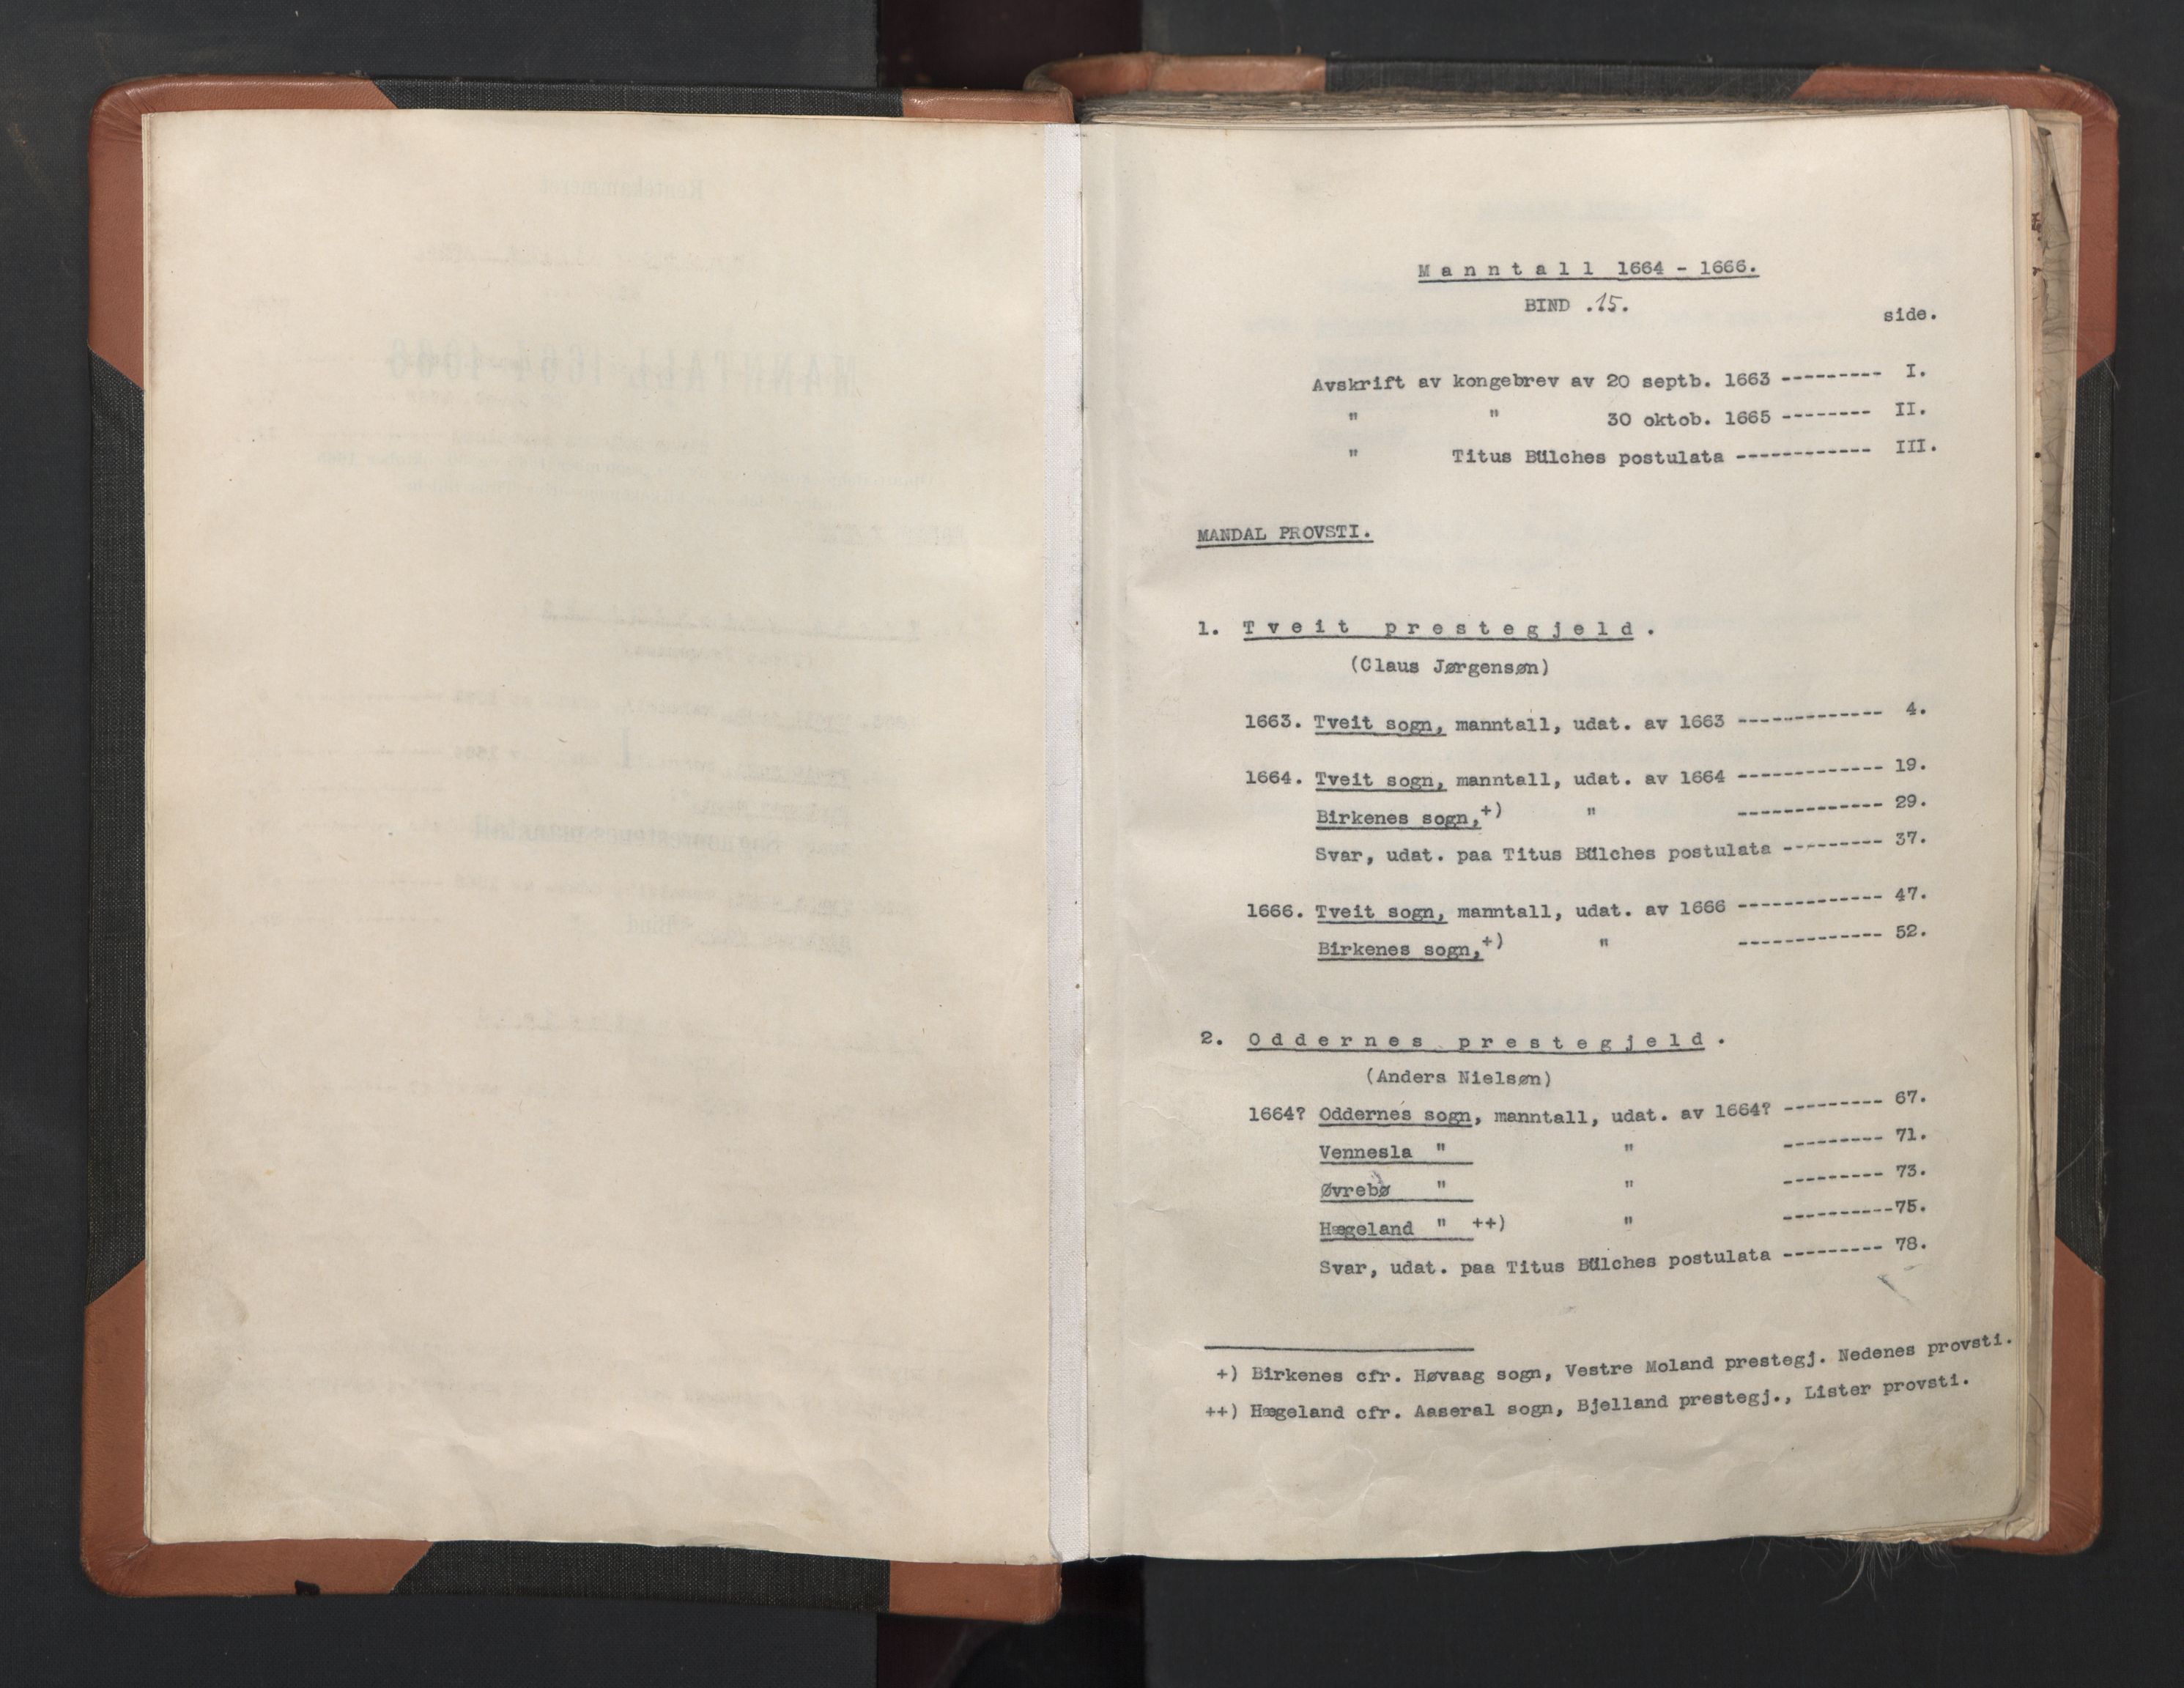 Manntall 1664 - 1666.
BIND .15.
side.
Avskrift av kongebrev av 20 septb. 1663 --------- I.
" " 30 oktob. 1665 -------- II.
" Titus Bülches postulata ------------ III.
MANDAL PROVSTI.
1. Tveit prestegjeld.
(Claus Jørgensøn)
1663. Tveit sogn, manntall, udat. av 1663 ------------- 4.
1664. Tveit sogn, manntall, udat. av 1664 ------------- 19.
Birkenes sogn,+) " ------------- 29.
Svar, udat. paa Titus Bülches postulata --------- 37.
1666. Tveit sogn, manntall, udat. av 1666 ------------- 47.
Birkenes sogn,+) " ------------- 52.
2. Oddernes prestegjeld.
(Anders Nielsøn)
1664? Oddernes sogn, manntall, udat. av 1664? --------- 67.
Vennesla " " --------- 71.
Øvrebø " " --------- 73.
Hægeland " ++) " ----------75.
Svar, udat. paa Titus Bülches postulata --------- 78.
+) Birkenes cfr. Høvaag sogn, Vestre Moland prestegj. Nedenes provsti.
++) Hægeland cfr. Aaseral sogn, Bjelland prestegj., Lister provsti.